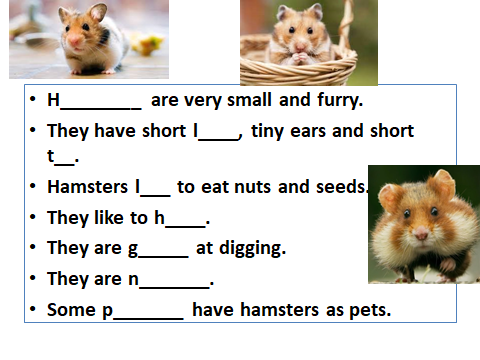 • H________ are very small and furry.
• They have short l____, tiny ears and short
t__.
• Hamsters l___ to eat nuts and seeds.
• They like to h____.
• They are g_____ at digging.
• They are n_______.
• Some p_______ have hamsters as pets.